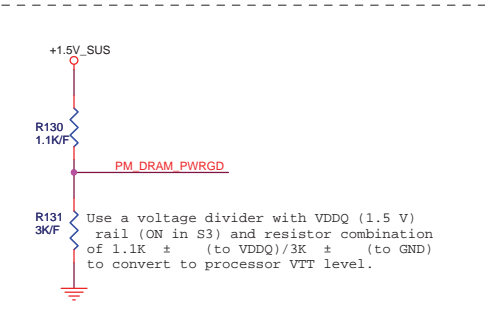 +1.5V_SUS
R130
1.1K/F
PM_DRAM_PWRGD
R131
3K/F
Use a voltage divider with VDDQ (1.5 V)
rail (ON in S3) and resistor combination
of 1.1K ± (to VDDQ)/3K ± (to GND)
to convert to processor VTT level.